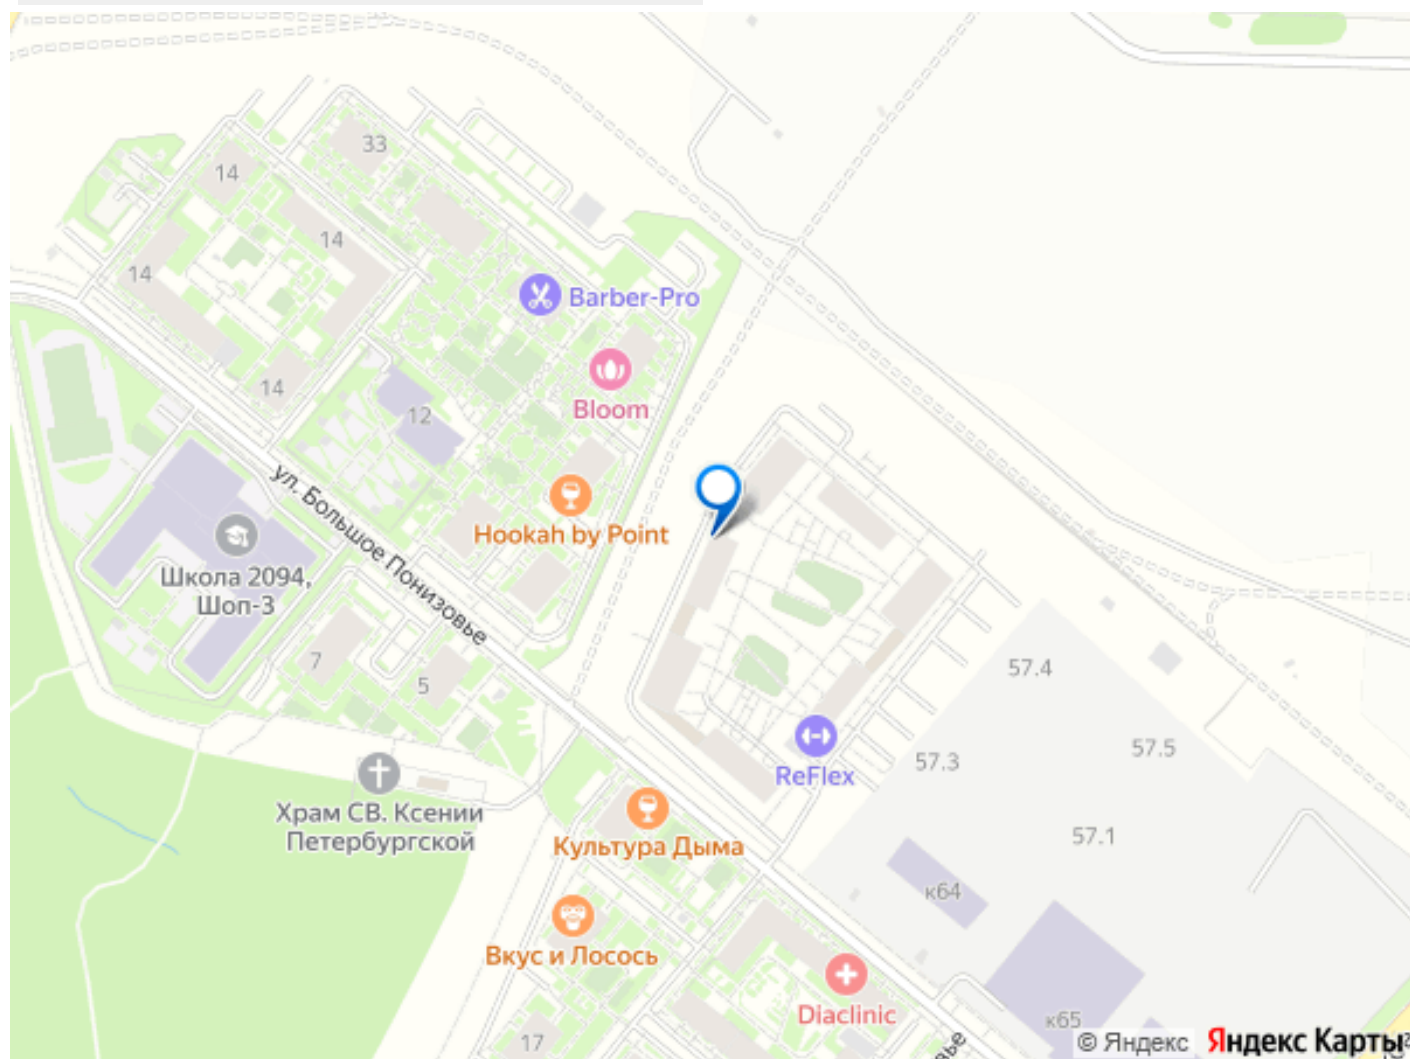 33
14
14
14
Barber-Pro
14
Bloom
12
ул. Большое Понизовье
Hookah by Point
Школа 2094,
Шоп-3
7
5
57.4
57.5
57.3
ReFlex
Храм СВ. Ксении
Петербургской
Культура Дыма
57.1
к64
Вкус и Лосось
Diaclinic
к65
17
вье
© Яндекс
Яндекс Карты